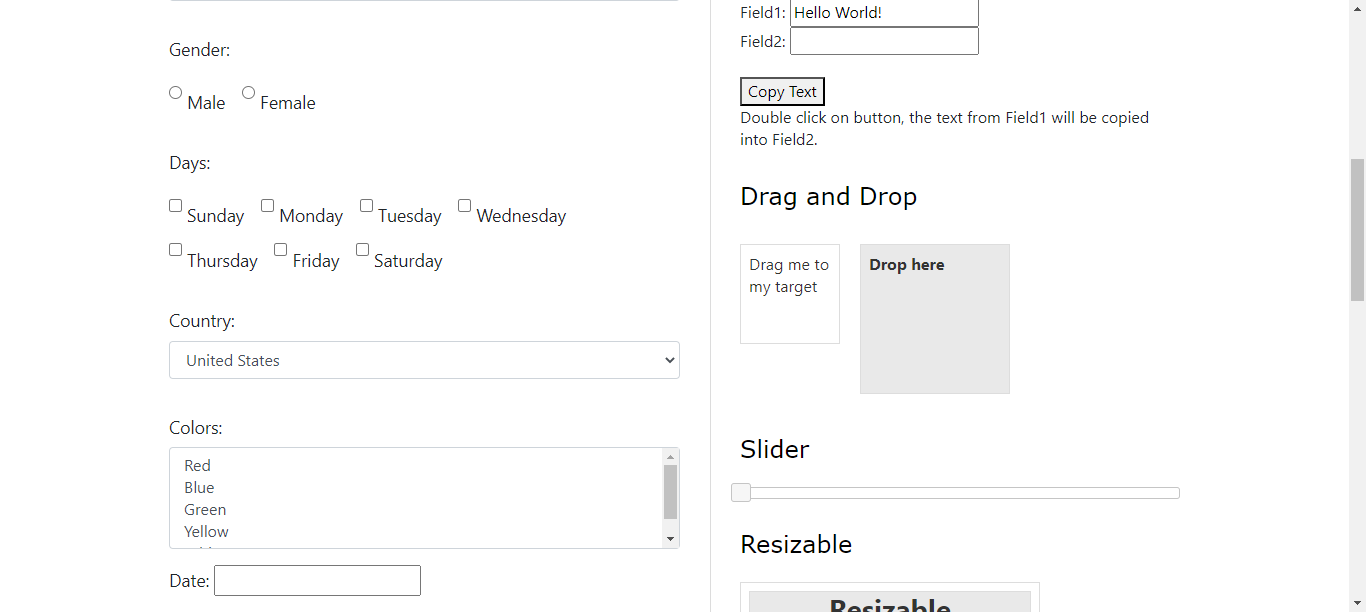 Gender:
Male Female
Days:
Sunday Monday Tuesday Wednesday
Thursday Friday Saturday
Country:
United States
Colors:
Red
Blue
Green
Yellow
Date:
Field1: Hello World!
Field2:
Copy Text
Double click on button, the text from Field1 will be copied
into Field2.
Drag and Drop
Drag me to
my target
Drop here
Slider
Resizable
Resizable